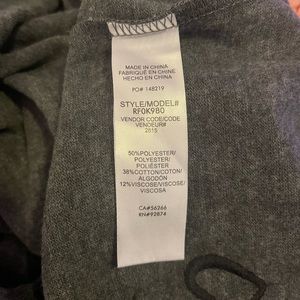 MADE IN CHINA
FABRIQUÉ EN CHINE
HECHO EN CHINA
PO# 148219
STYLE/MODEL#
RF0K980
VENDOR CODE/CODE
VENDEUR#
2615
50%POLYESTER/
POLYESTER/
POLIÉSTER
38%COTTON/COTON/
ALGODÓN
12%VISCOSE/VISCOSE/
VISCOSA
CA#56266
RN#92874